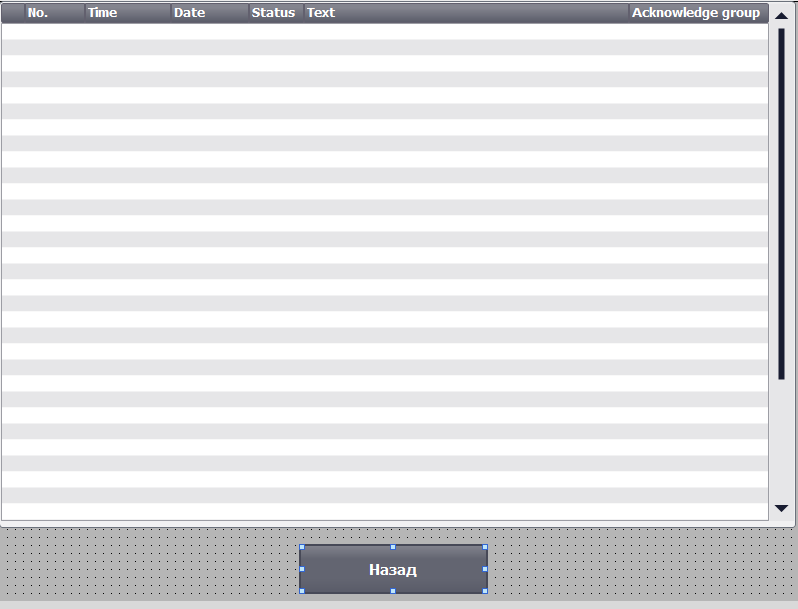 No. Time Date Status Text Acknowledge group
Назад